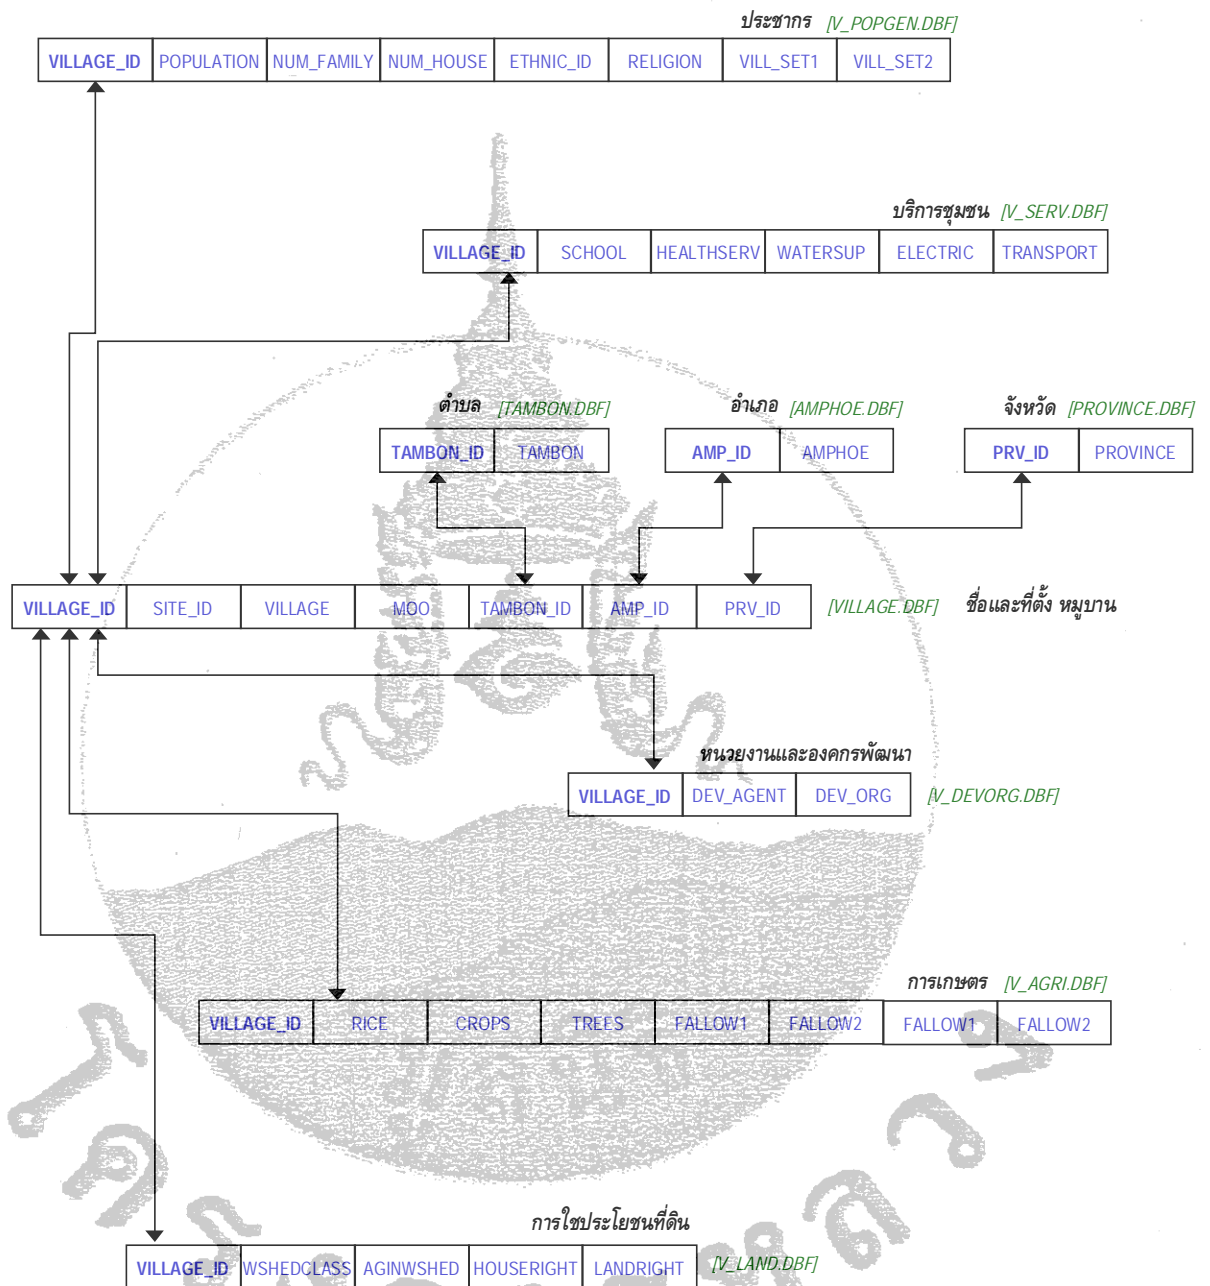 ประชากร [V_POPGEN.DBF]
VILLAGE_ID POPULATION NUM_FAMILY NUM_HOUSE ETHNIC_ID RELIGION VILL_SET1 VILL_SET2
บริการชุมชน [V_SERV.DBF]
VILLAGE_ID SCHOOL HEALTHSERV WATERSUP ELECTRIC TRANSPORT
ตำบล [TAMBON.DBF] อำเภอ [AMPHOE.DBF] จังหวัด [PROVINCE.DBF]
TAMBON_ID TAMBON AMP_ID AMPHOE PRV_ID PROVINCE
VILLAGE_ID SITE_ID VILLAGE MOO TAMBON_ID AMP_ID PRV_ID [VILLAGE.DBF] ชื่อและที่ตั้ง หมูบาน
หนวยงานและองคกรพัฒนา
VILLAGE_ID DEV_AGENT DEV_ORG [V_DEVORG.DBF]
การเกษตร [V_AGRI.DBF]
VILLAGE_ID RICE CROPS TREES FALLOW1 FALLOW2 FALLOW1 FALLOW2
การใชประโยชนที่ดิน
VILLAGE_ID WSHEDCLASS AGINWSHED HOUSERIGHT LANDRIGHT [V_LAND.DBF]